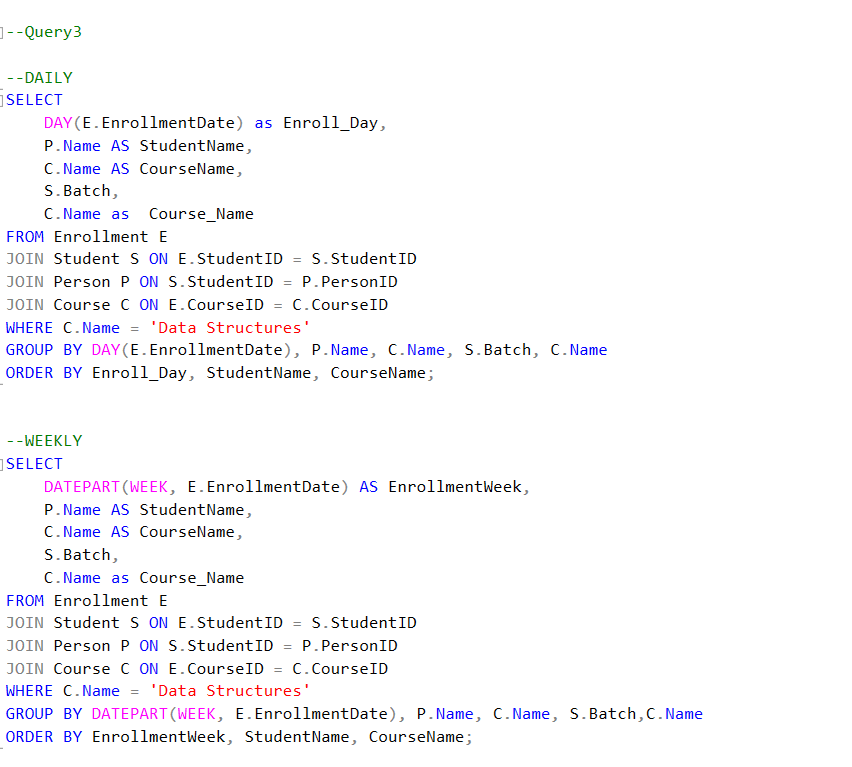 --Query3
--DAILY
SELECT
DAY(E.EnrollmentDate) as Enroll_Day,
P.Name AS StudentName,
C.Name AS CourseName,
S.Batch,
C.Name as  Course_Name
FROM Enrollment E
JOIN Student S ON E.StudentID = S.StudentID
JOIN Person P ON S.StudentID = P.PersonID
JOIN Course C ON E.CourseID = C.CourseID
WHERE C.Name = 'Data Structures'
GROUP BY DAY(E.EnrollmentDate), P.Name, C.Name, S.Batch, C.Name
ORDER BY Enroll_Day, StudentName, CourseName;
--WEEKLY
SELECT
DATEPART(WEEK, E.EnrollmentDate) AS EnrollmentWeek,
P.Name AS StudentName,
C.Name AS CourseName,
S.Batch,
C.Name as Course_Name
FROM Enrollment E
JOIN Student S ON E.StudentID = S.StudentID
JOIN Person P ON S.StudentID = P.PersonID
JOIN Course C ON E.CourseID = C.CourseID
WHERE C.Name = 'Data Structures'
GROUP BY DATEPART(WEEK, E.EnrollmentDate), P.Name, C.Name, S.Batch,C.Name
ORDER BY EnrollmentWeek, StudentName, CourseName;